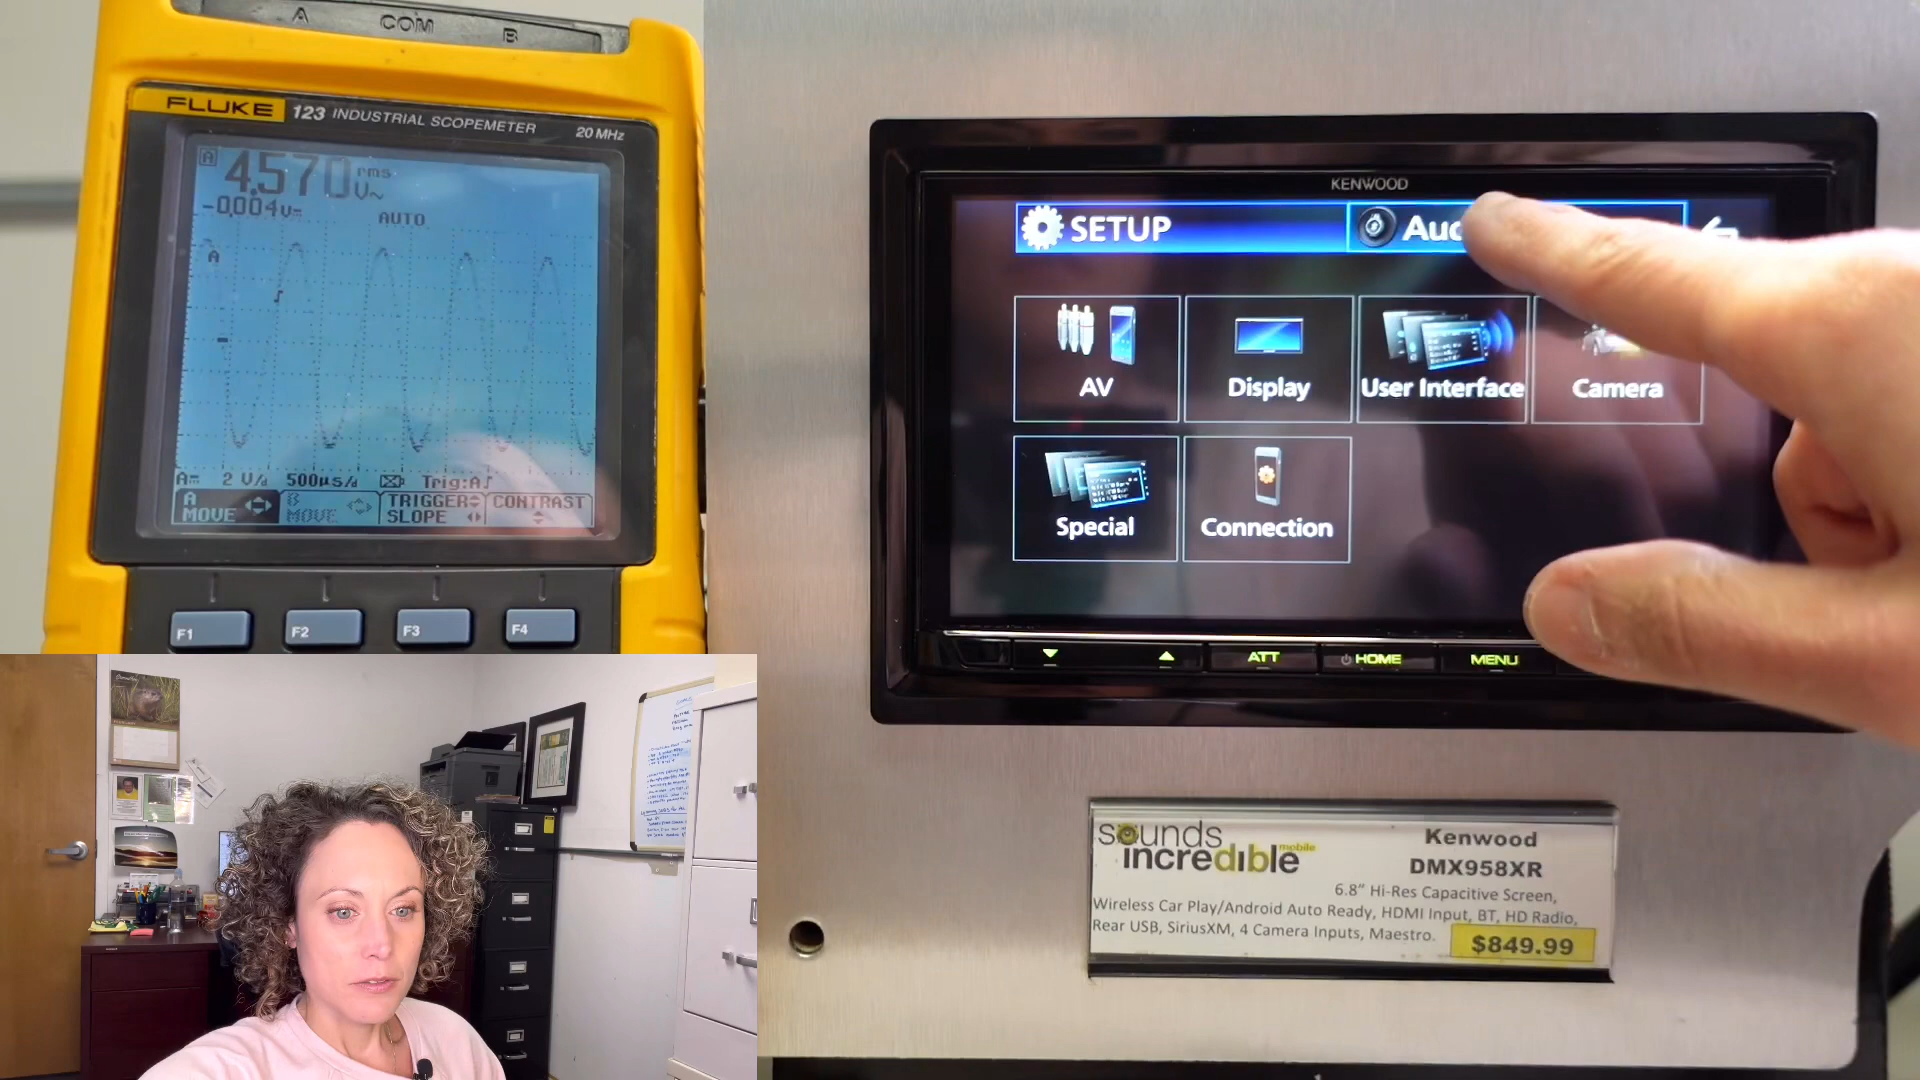 A COM B
FLUKE 123 INDUSTRIAL SCOPEMETER 20 MHz
A 4.570 rms V~
-0.004 V
AUTO
A
A 2 V/d 500µs/d Trig:A
A MOVE
B MOVE
TRIGGER SLOPE
CONTRAST
F1 F2 F3 F4
KENWOOD
SETUP
AV Display User Interface Camera
Special Connection
ATT HOME MENU
sounds incredible mobile
Kenwood
DMX958XR
6.8" Hi-Res Capacitive Screen,
Wireless Car Play/Android Auto Ready, HDMI Input, BT, HD Radio,
Rear USB, SiriusXM, 4 Camera Inputs, Maestro.
$849.99